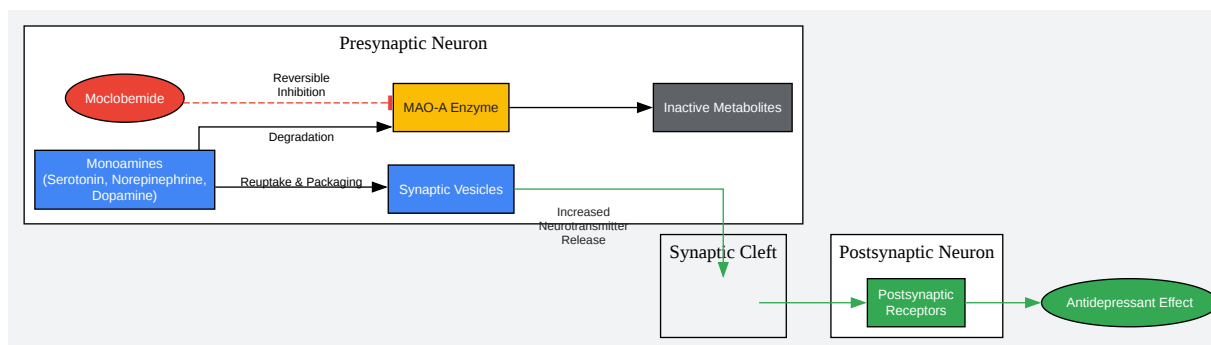 Presynaptic Neuron
Moclobemide
Reversible
Inhibition
MAO-A Enzyme
Inactive Metabolites
Degradation
Monoamines
(Serotonin, Norepinephrine,
Dopamine)
Reuptake & Packaging
Synaptic Vesicles
Increased
Neurotransmitter
Release
Synaptic Cleft
Postsynaptic Neuron
Postsynaptic
Receptors
Antidepressant Effect